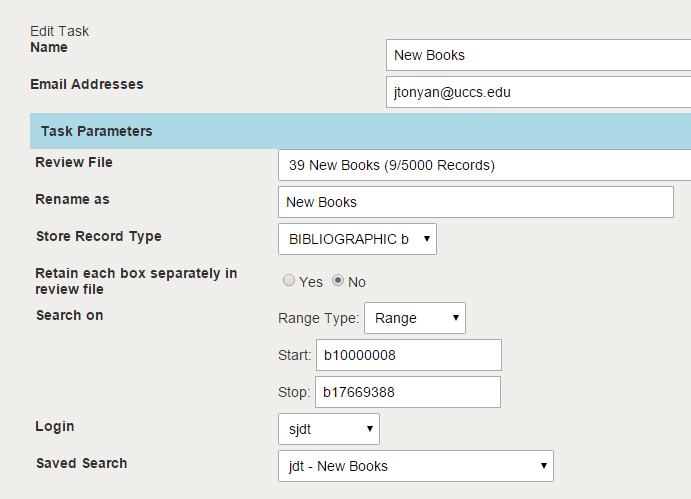 Edit Task
Name New Books
Email Addresses jtonyan@uccs.edu
Task Parameters
Review File 39 New Books (9/5000 Records)
Rename as New Books
Store Record Type BIBLIOGRAPHIC b
Retain each box separately in
review file Yes No
Search on Range Type: Range
Start: b10000008
Stop: b17669388
Login sjdt
Saved Search jdt - New Books